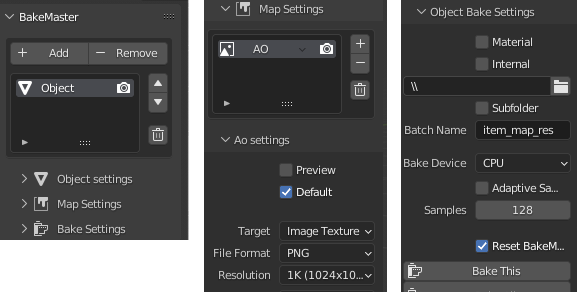 BakeMaster
Add
Remove
Object
Object settings
Map Settings
Bake Settings
Map Settings
AO
Ao settings
Preview
Default
Target Image Texture
File Format PNG
Resolution 1K (1024x10...
Object Bake Settings
Material
Internal
\\
Subfolder
Batch Name item_map_res
Bake Device CPU
Adaptive Sa...
Samples 128
Reset BakeM...
Bake This